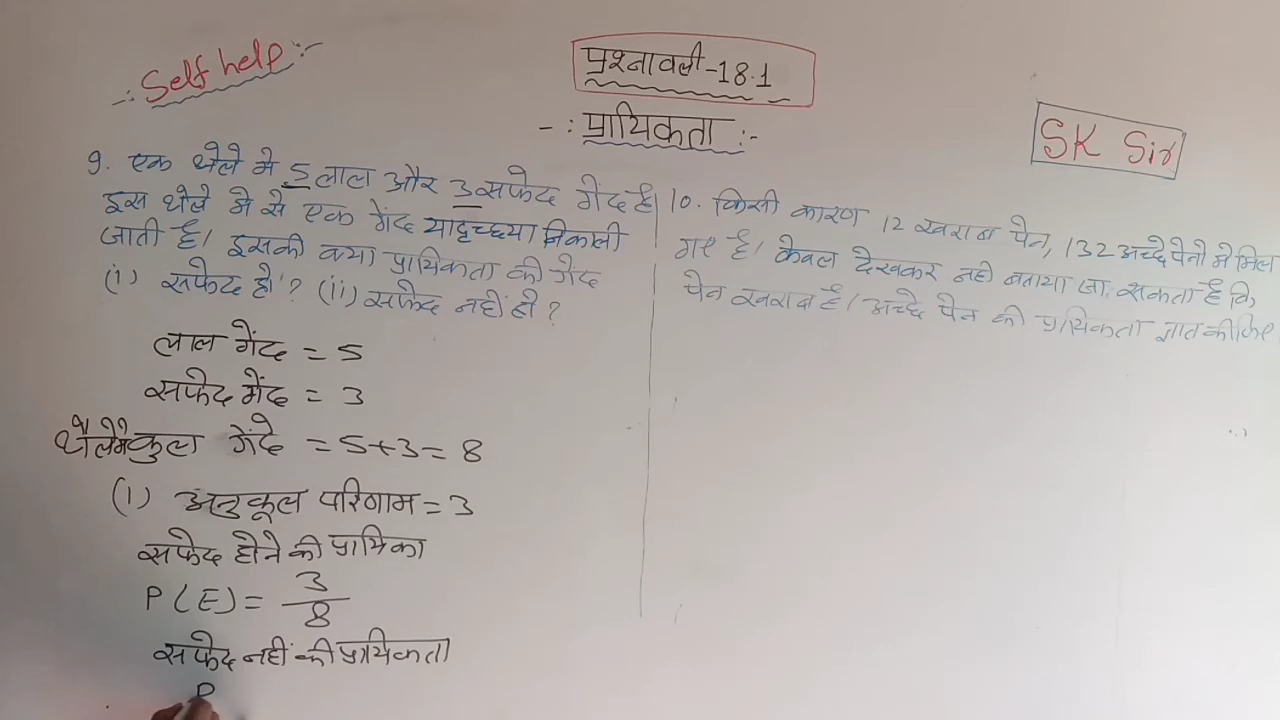 Self help :-
प्रश्नावली-18.1
-: प्रायिकता :-
SK Sir
9. एक थैले मे 5 लाल और 3 सफेद गेंद है।
इस थैले मे से एक गेंद यादृच्छ्या निकाली
जाती है। इसकी क्या प्रायिकता की गेंद
(i) सफेद हो ? (ii) सफेद नहीं हो ?
लाल गेंद = 5
सफेद गेंद = 3
थैलेमें कुल गेंदे = 5+3 = 8
(i) अनुकूल परिणाम = 3
सफेद होने की प्रायिका
P(E) = 3/8
सफेद नहीं की प्रायिकता
P
10. किसी कारण 12 खराब पेन, 132 अच्छे पेनो मे मिल
गए है। केवल देखकर नही बताया जा सकता है कि,
पेन खराब है। अच्छे पेन की प्रायिकता ज्ञात कीजिए